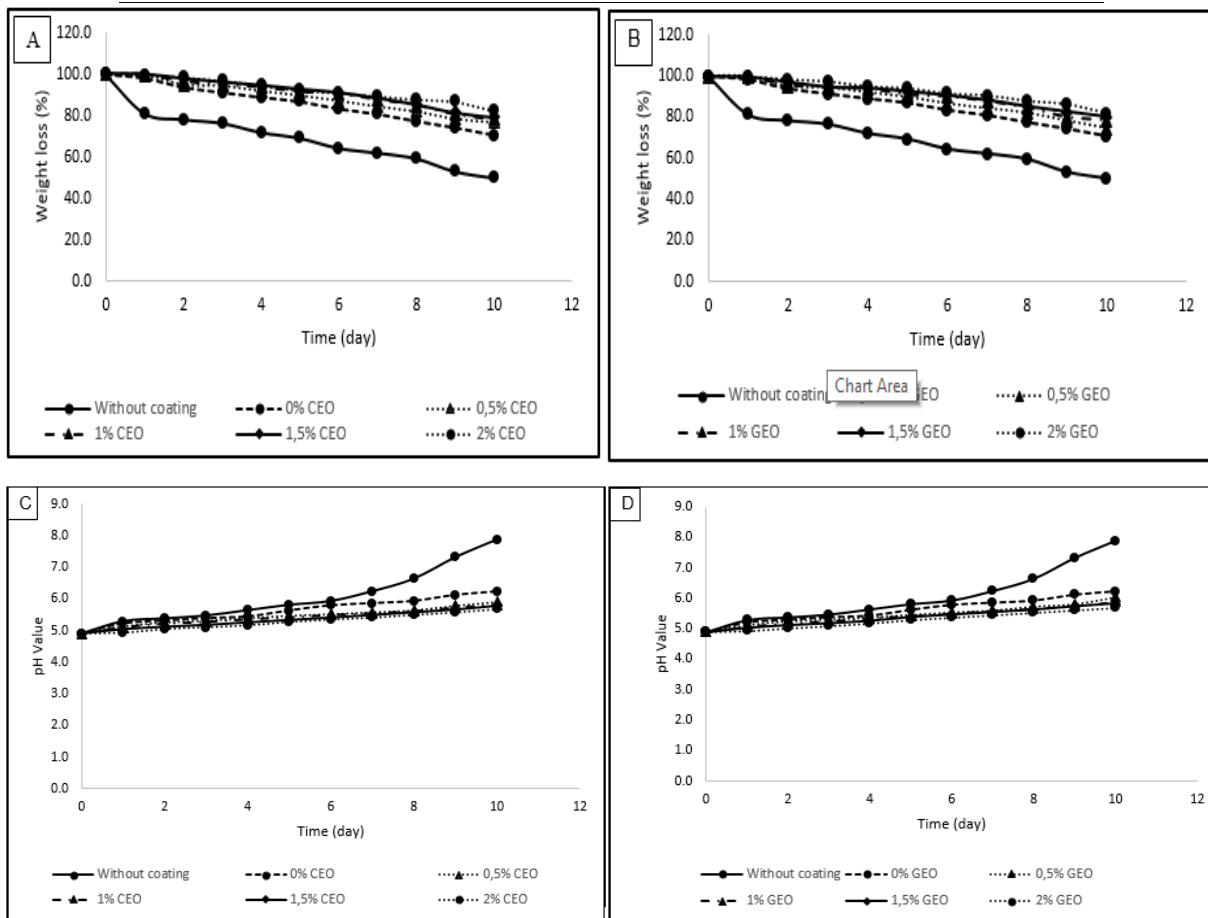 A
120.0
100.0
80.0
60.0
40.0
20.0
0.0
Weight loss (%)
0 2 4 6 8 10 12
Time (day)
Without coating 0% CEO 0,5% CEO
1% CEO 1,5% CEO 2% CEO
B
120.0
100.0
80.0
60.0
40.0
20.0
0.0
Weight loss (%)
0 2 4 6 8 10 12
Time (day)
Chart Area
Without coating GEO 0,5% GEO
1% GEO 1,5% GEO 2% GEO
C
9.0
8.0
7.0
6.0
5.0
4.0
3.0
2.0
1.0
0.0
pH Value
0 2 4 6 8 10 12
Time (day)
Without coating 0% CEO 0,5% CEO
1% CEO 1,5% CEO 2% CEO
D
9.0
8.0
7.0
6.0
5.0
4.0
3.0
2.0
1.0
0.0
pH Value
0 2 4 6 8 10 12
Time (day)
Without coating 0% GEO 0,5% GEO
1% GEO 1,5% GEO 2% GEO